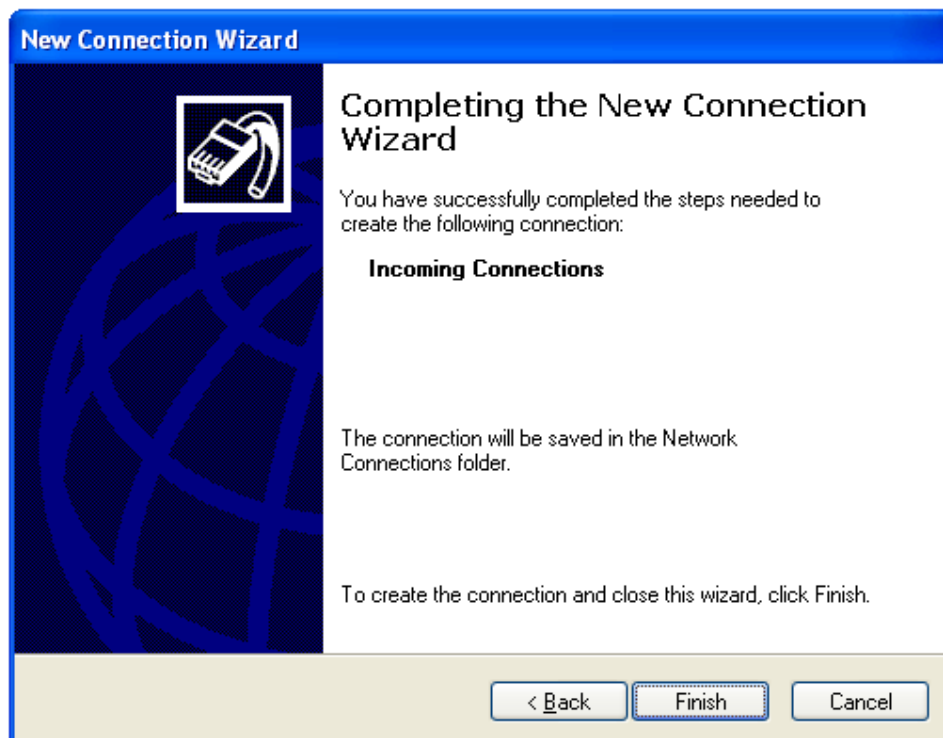 New Connection Wizard
Completing the New Connection
Wizard
You have successfully completed the steps needed to
create the following connection:
Incoming Connections
The connection will be saved in the Network
Connections folder.
To create the connection and close this wizard, click Finish.
< Back Finish Cancel